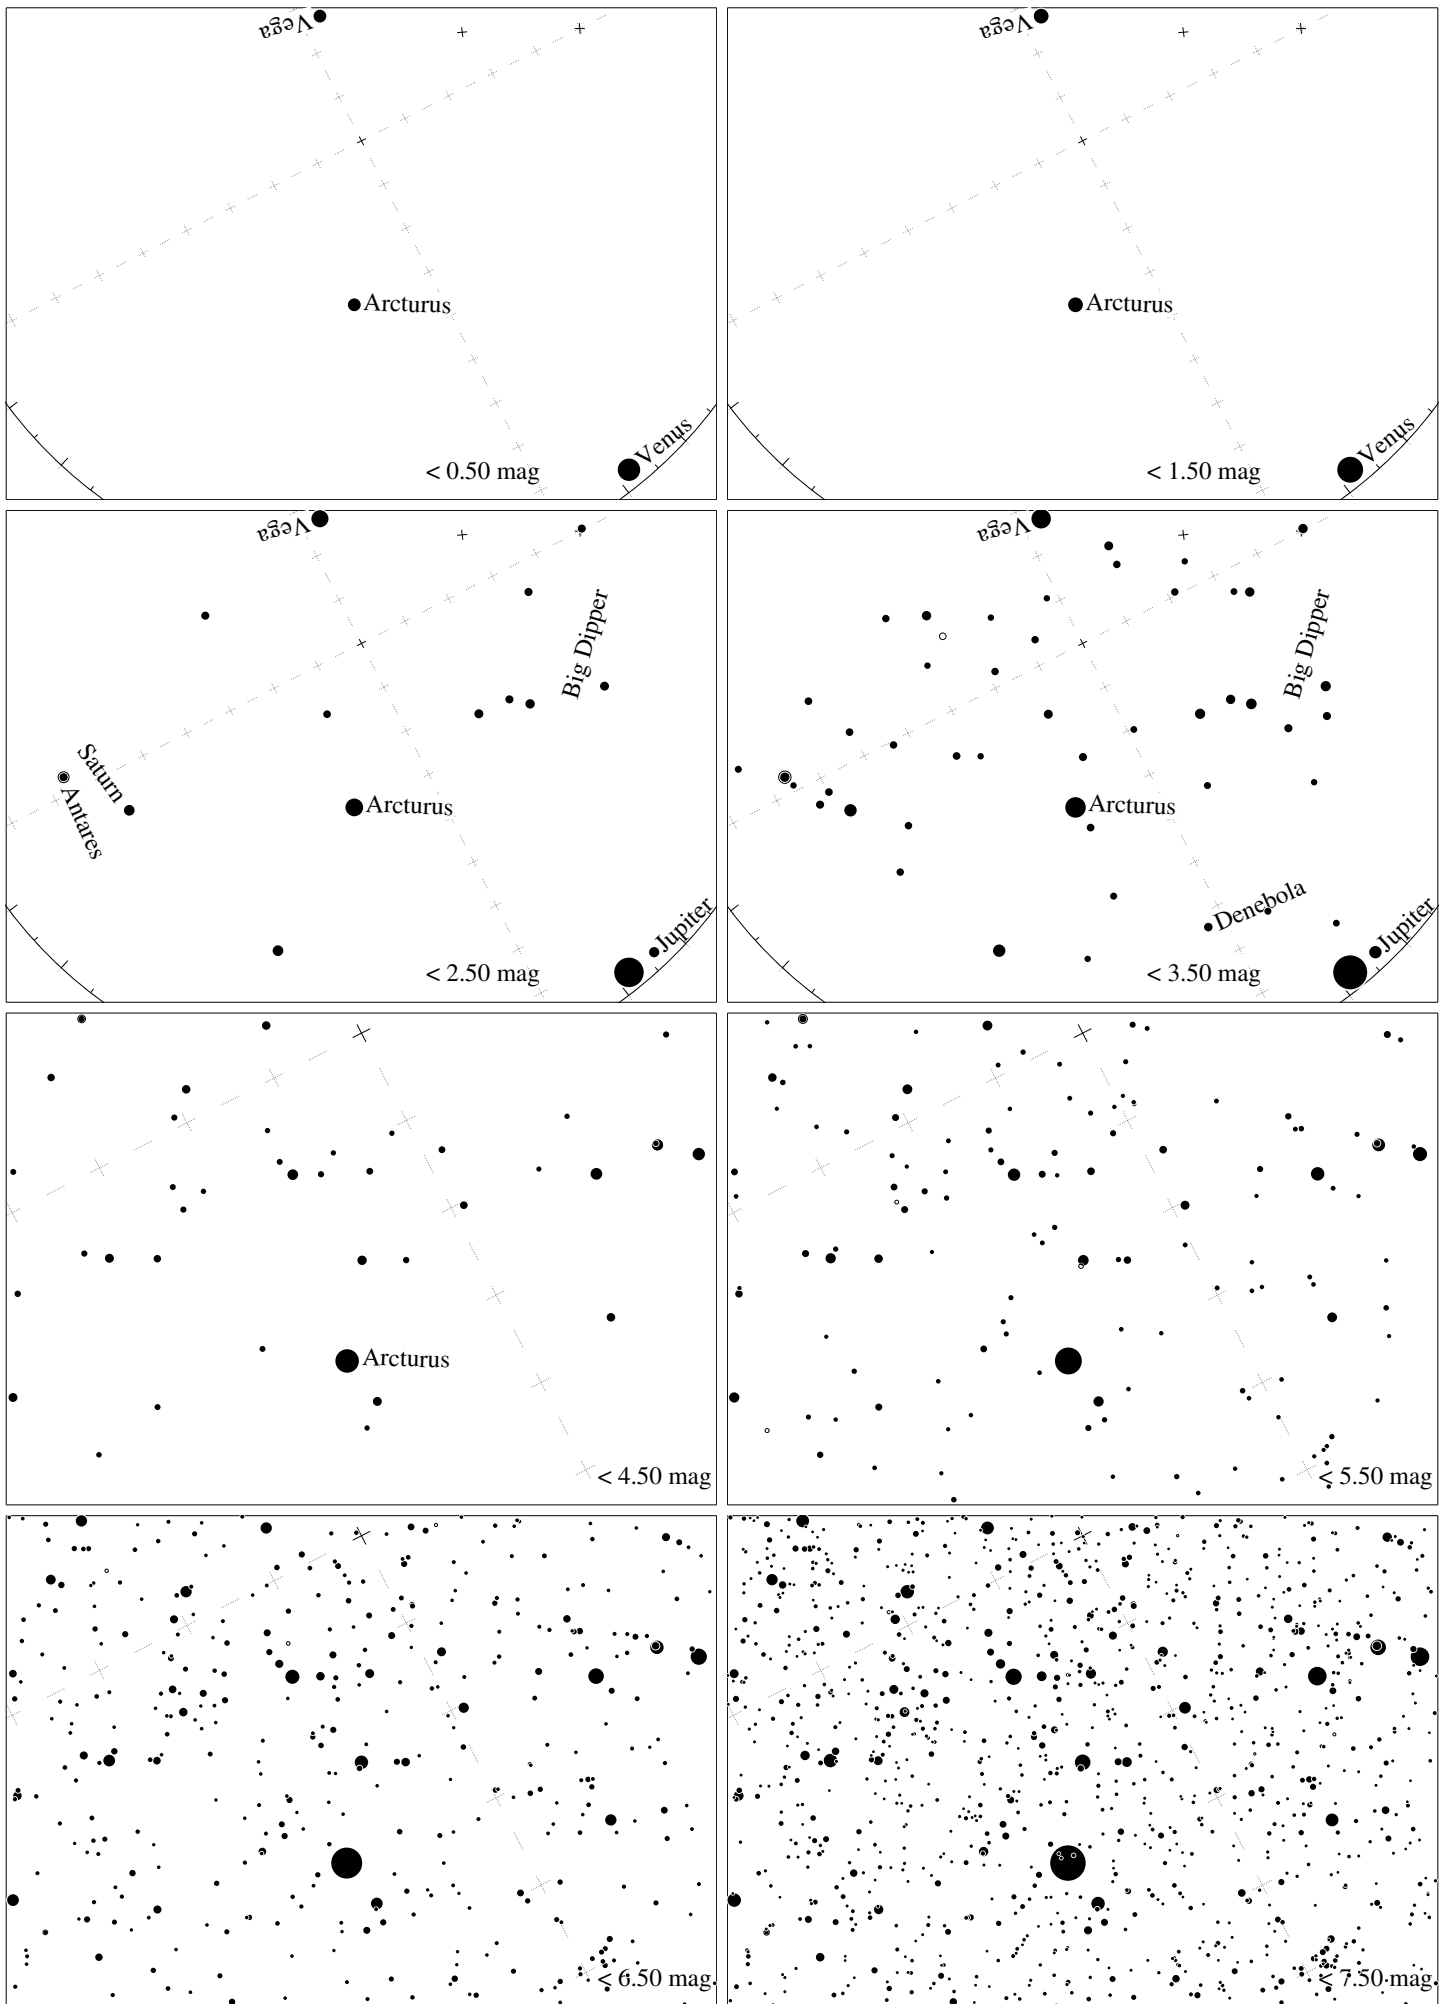 Vega
Arcturus
Venus
< 0.50 mag
Vega
Arcturus
Venus
< 1.50 mag
Vega
Big Dipper
Saturn
Antares
Arcturus
Jupiter
< 2.50 mag
Vega
Big Dipper
Arcturus
Denebola
Jupiter
< 3.50 mag
Arcturus
< 4.50 mag
< 5.50 mag
< 6.50 mag
< 7.50 mag